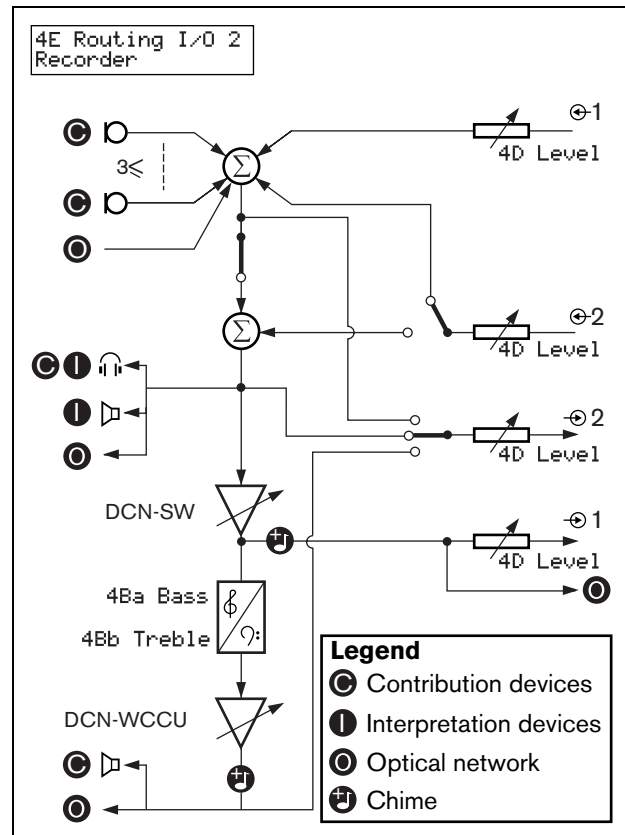 4E Routing I/O 2
Recorder
C
1
4D Level
3⩽
Σ
C
O
2
4D Level
Σ
C I
I
O
2
4D Level
DCN-SW
1
4D Level
O
4Ba Bass
4Bb Treble
DCN-WCCU
C
O
Legend
C Contribution devices
I Interpretation devices
O Optical network
Chime